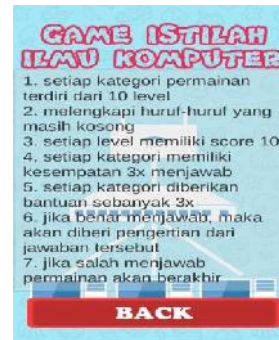 GAME ISTILAH
ILMU KOMPUTER
1. setiap kategori permainan
terdiri dari 10 level
2. melengkapi huruf-huruf yang
masih kosong
3. setiap level memiliki score 10
4. setiap kategori memiliki
kesempatan 3x menjawab
5. setiap kategori diberikan
bantuan sebanyak 3x
6. jika benar menjawab, maka
akan diberi pengertian dari
jawaban tersebut
7. jika salah menjawab
permainan akan berakhir
BACK